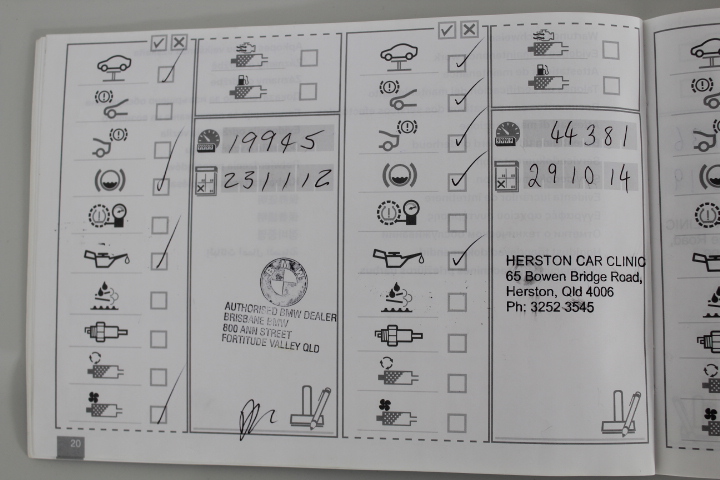 19945
231112
AUTHORISED BMW DEALER
BRISBANE BMW
800 ANN STREET
FORTITUDE VALLEY QLD
20
44381
291014
HERSTON CAR CLINIC
65 Bowen Bridge Road,
Herston, Qld 4006
Ph: 3252 3545